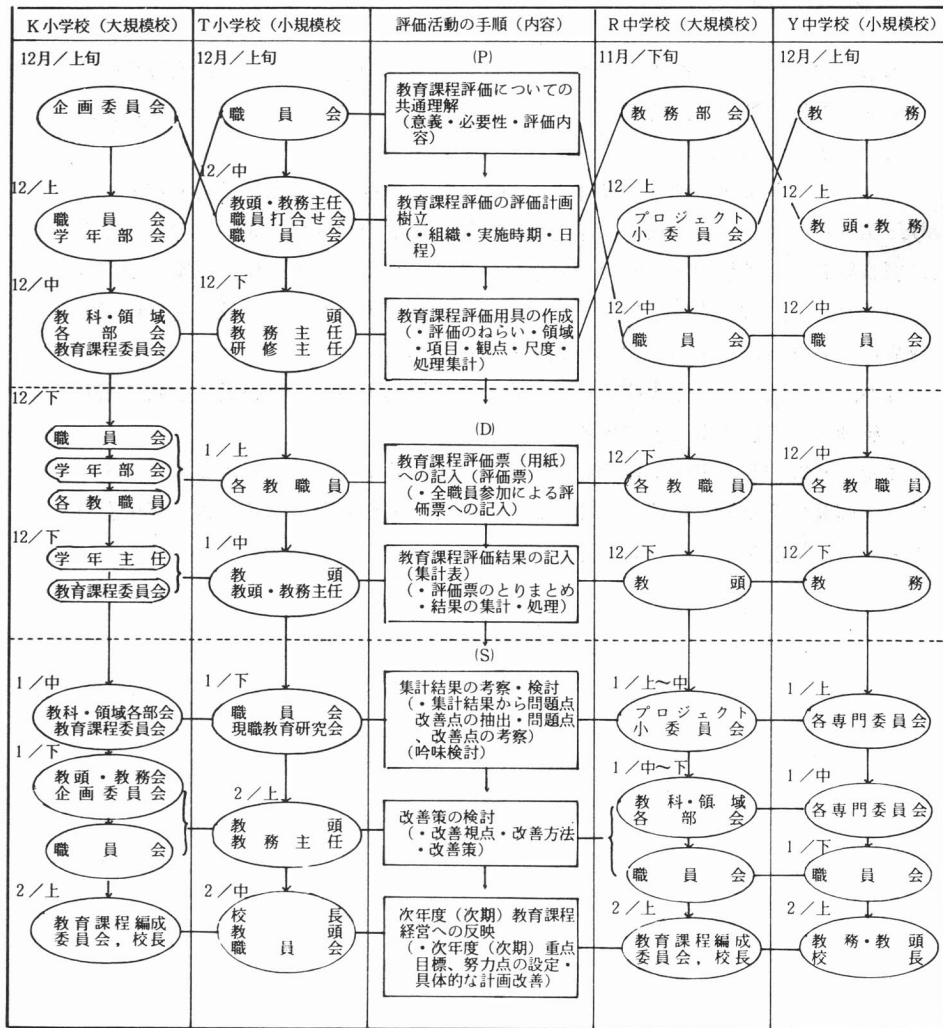 K小学校（大規模校）
T小学校（小規模校
評価活動の手順（内容）
R中学校（大規模校）
Y中学校（小規模校）
12月／上旬
企画委員会
12／上
職員会
学年部会
12／中
教科・領域
各部会
教育課程委員会
12／下
職員会
学年部会
各教職員
12／下
学年主任
教育課程委員会
1／中
教科・領域各部会
教育課程委員会
1／下
教頭・教務会
企画委員会
職員会
2／上
教育課程編成
委員会，校長
12月／上旬
職員会
12／中
教頭・教務主任
職員打合せ会
職員会
12／下
教頭
教務主任
研修主任
1／上
各教職員
1／中
教頭
教頭・教務主任
1／下
職員会
現職教育研究会
2／上
教頭
教務主任
2／中
校長
教頭
職員会
(P)
教育課程評価についての
共通理解
（意義・必要性・評価内
容）
教育課程評価の評価計画
樹立
（・組織・実施時期・日
程）
教育課程評価用具の作成
（・評価のねらい・領域
・項目・観点・尺度・
処理集計）
(D)
教育課程評価票（用紙）
への記入（評価票）
（・全職員参加による評
価票への記入）
教育課程評価結果の記入
（集計表）
（・評価票のとりまとめ
・結果の集計・処理）
(S)
集計結果の考察・検討
（・集計結果から問題点
改善点の抽出・問題点
、改善点の考察）
（吟味検討）
改善策の検討
（・改善視点・改善方法
・改善策）
次年度（次期）教育課程
経営への反映
（・次年度（次期）重点
目標、努力点の設定・
具体的な計画改善）
11月／下旬
教務部会
12／上
プロジェクト
小委員会
12／中
職員会
12／下
各教職員
12／下
教頭
1／上～中
プロジェクト
小委員会
1／中～下
教科・領域
各部会
職員会
2／上
教育課程編成
委員会，校長
12月／上旬
教務
12／上
教頭・教務
12／中
職員会
12／中
各教職員
12／下
教務
1／上
各専門委員会
1／中
各専門委員会
1／下
職員会
2／上
教務・教頭
校長